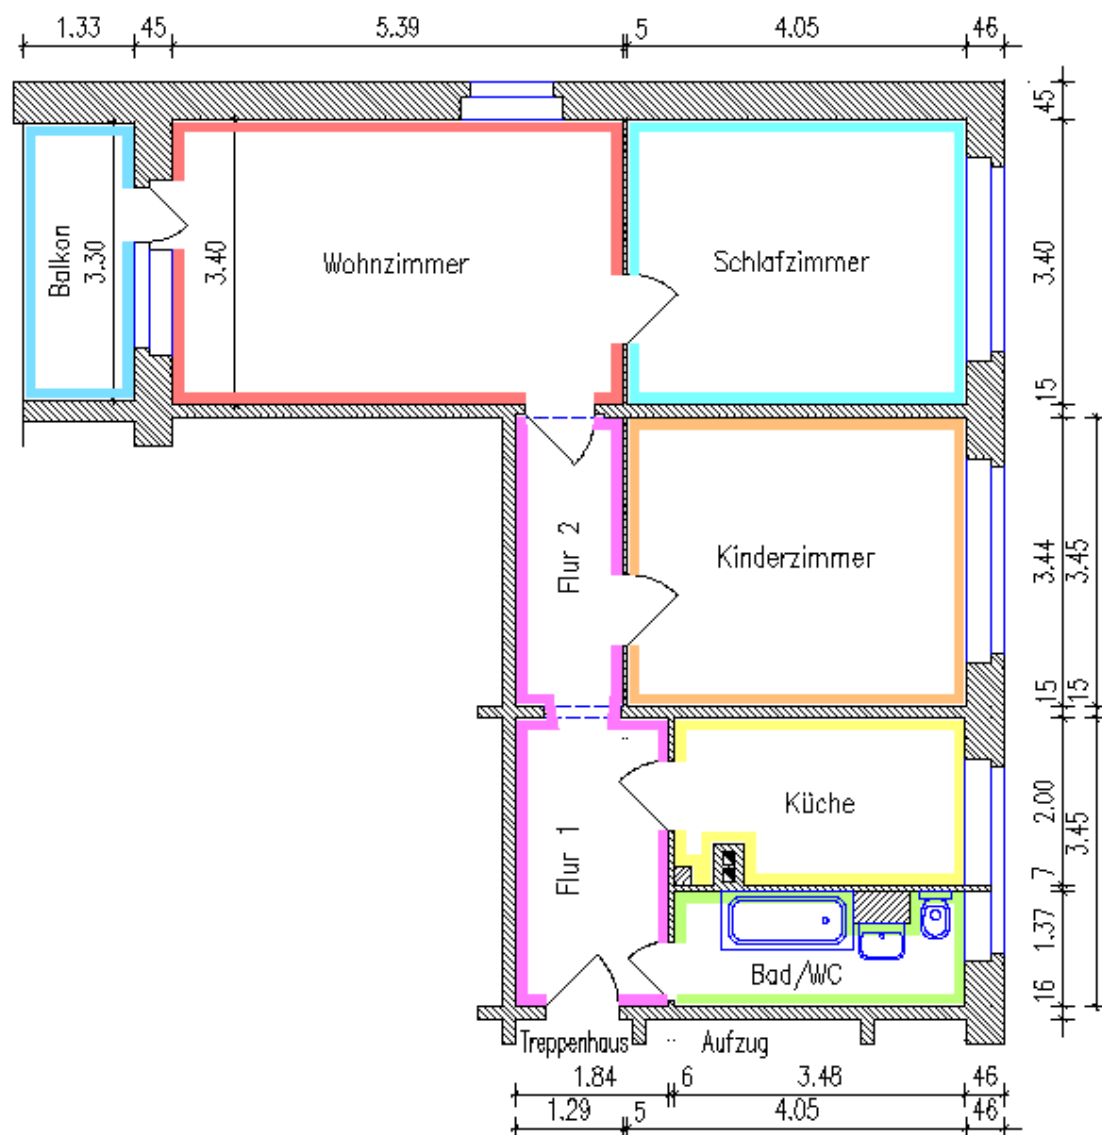 1.33 45 5.39 5 4.05 46
45
Balkon
3.30
3.40
Wohnzimmer
Schlafzimmer
3.40
15
Flur 2
Kinderzimmer
3.44
3.45
15
15
Flur 1
Küche
2.00
3.45
7
Bad/WC
1.37
16
Treppenhaus
Aufzug
1.84 6 3.48 46
1.29 5 4.05 46